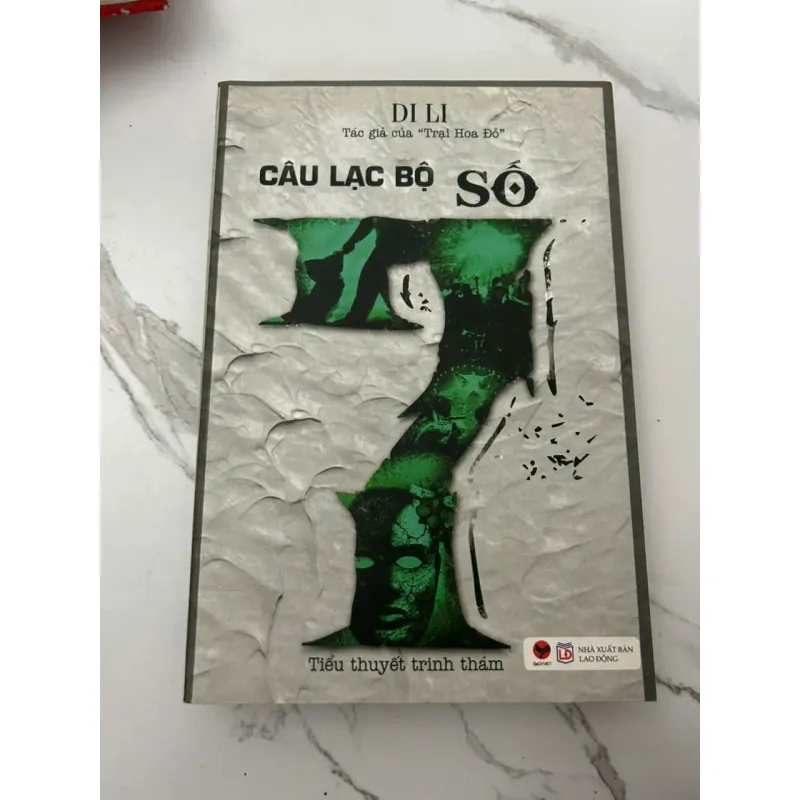 DI LI
Tác giả của "Trại Hoa Đỏ"
CÂU LẠC BỘ SỐ
7
Tiểu thuyết trinh thám
NHÀ XUẤT BẢN
LAO ĐỘNG